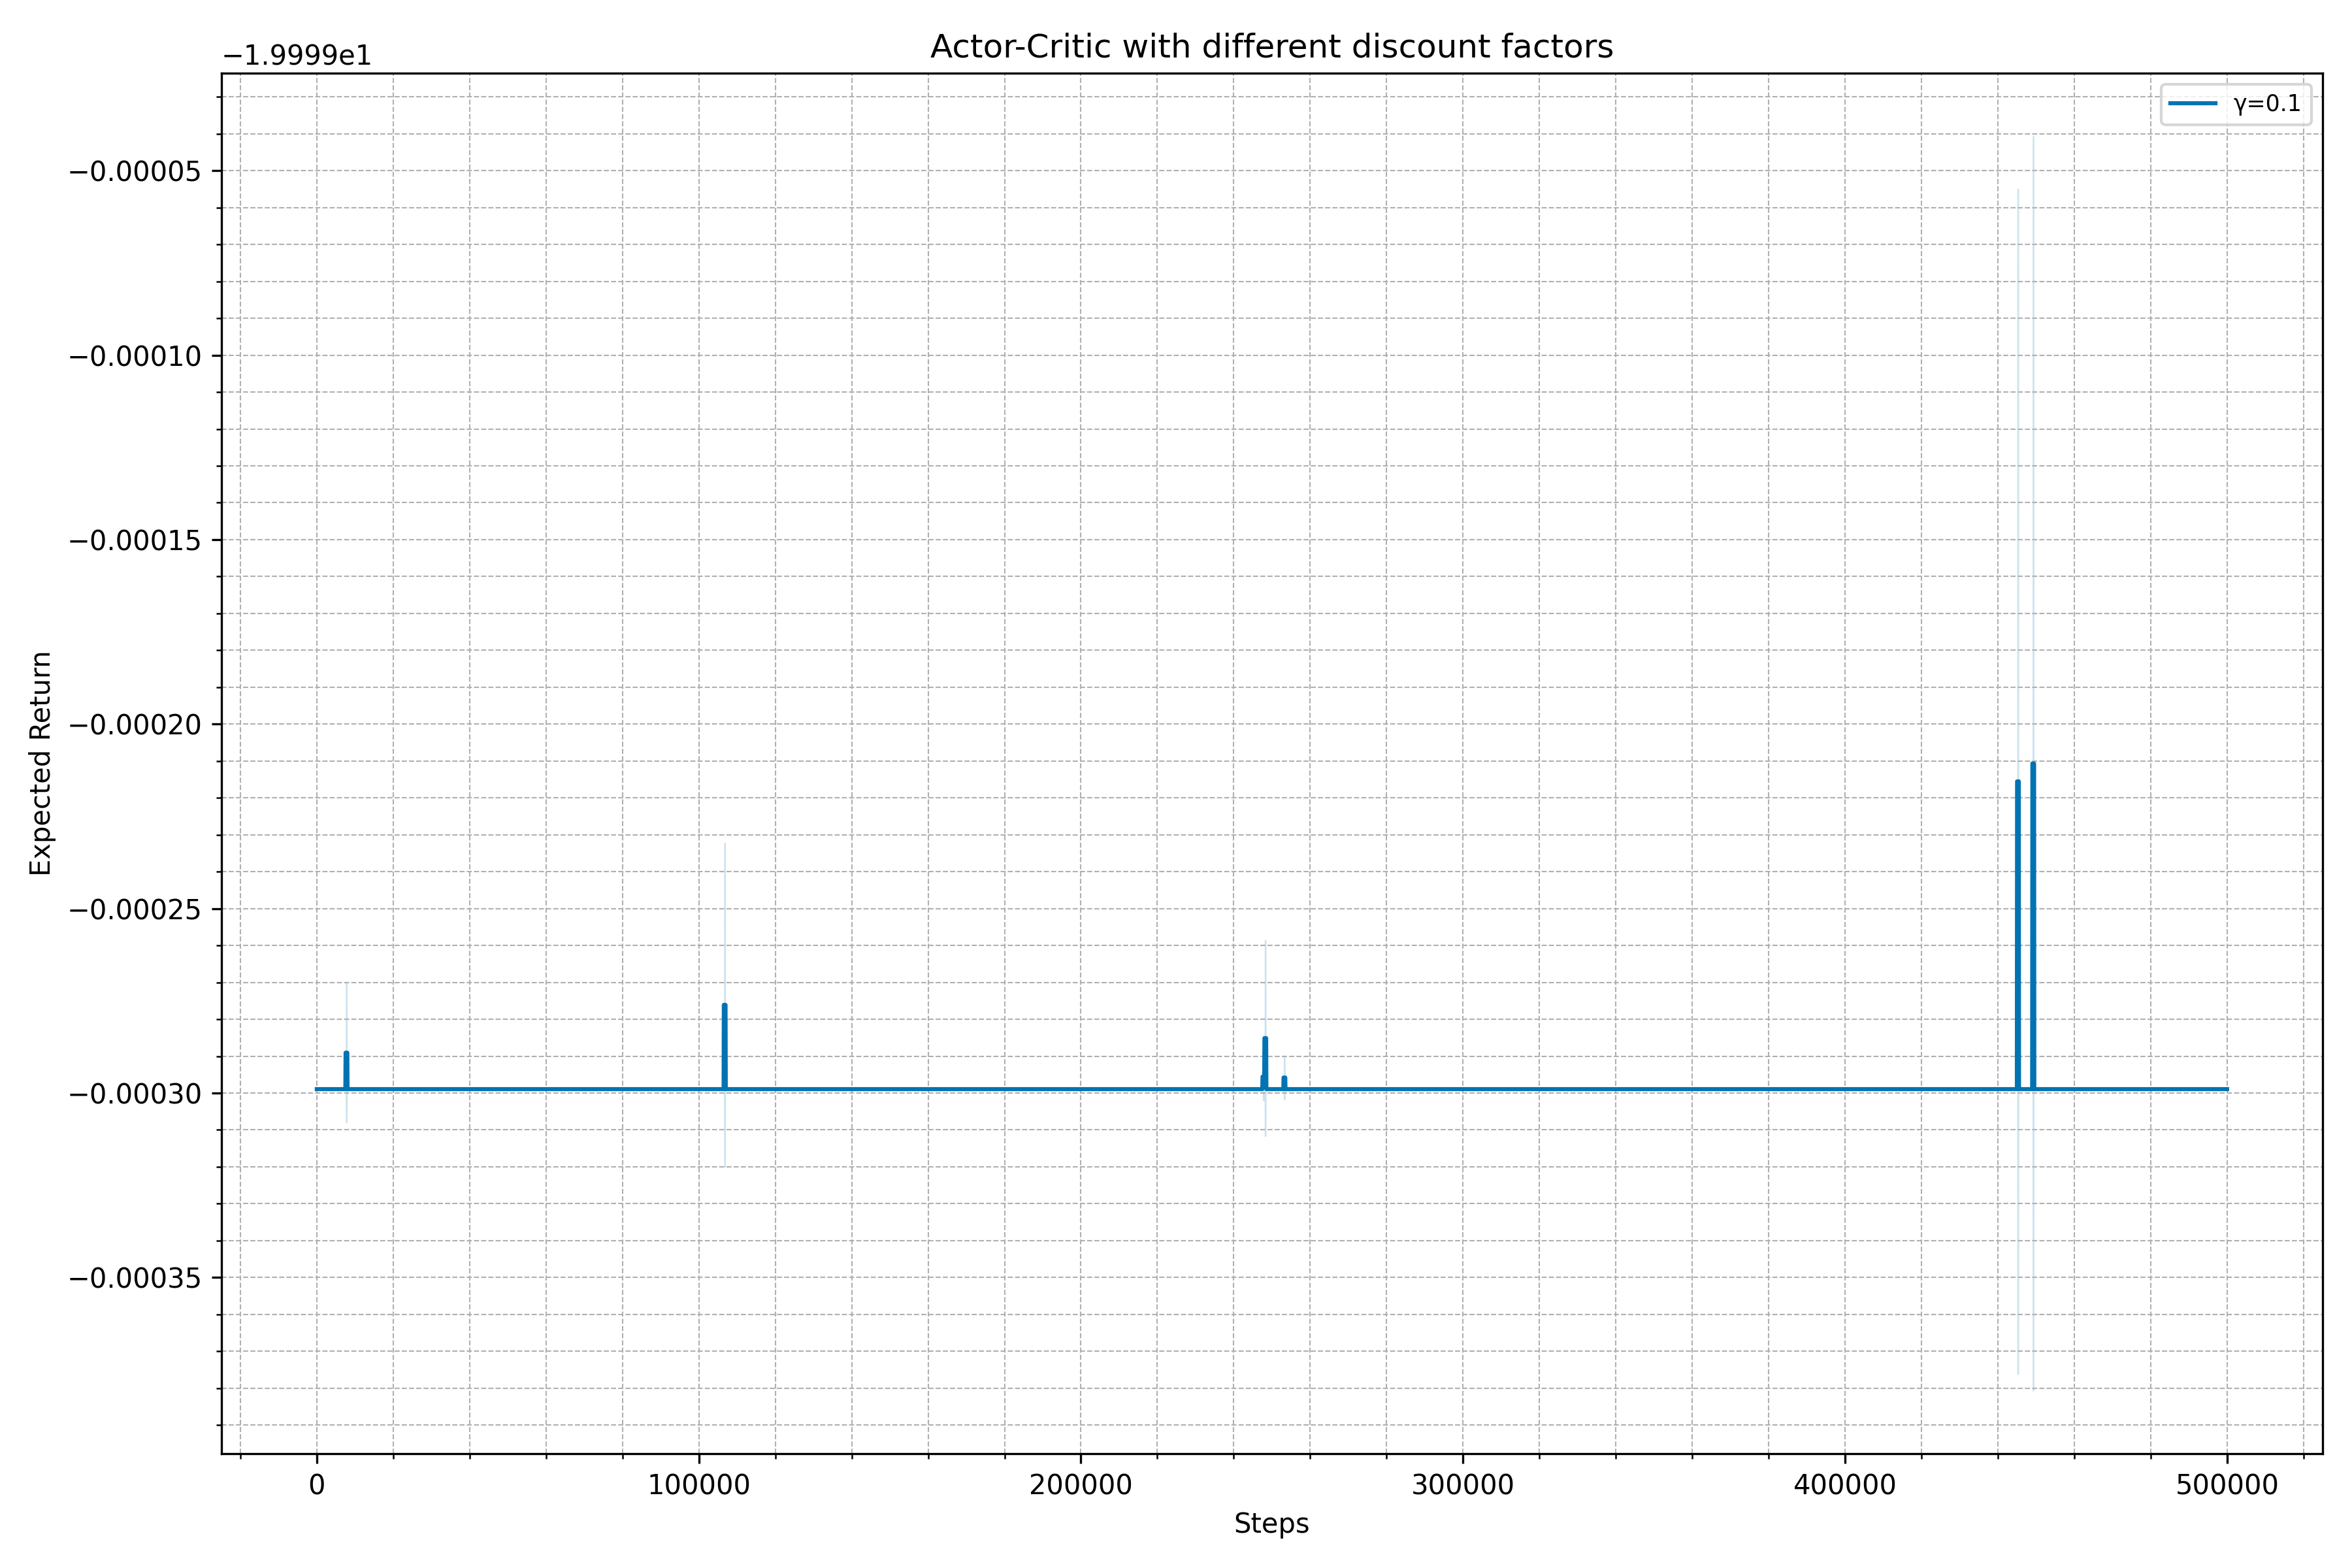 Actor-Critic with different discount factors
−1.9999e1
γ=0.1
−0.00005
−0.00010
−0.00015
−0.00020
−0.00025
−0.00030
−0.00035
Expected Return
0 100000 200000 300000 400000 500000
Steps